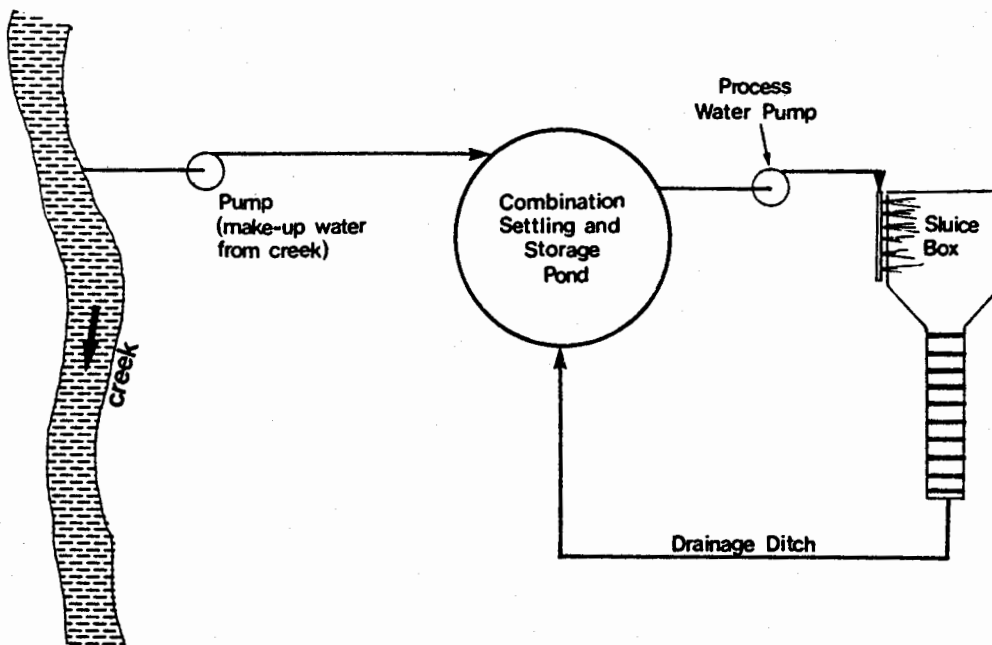 Process
Water Pump
Pump
(make-up water
from creek)
Combination
Settling and
Storage
Pond
Sluice
Box
creek
Drainage Ditch